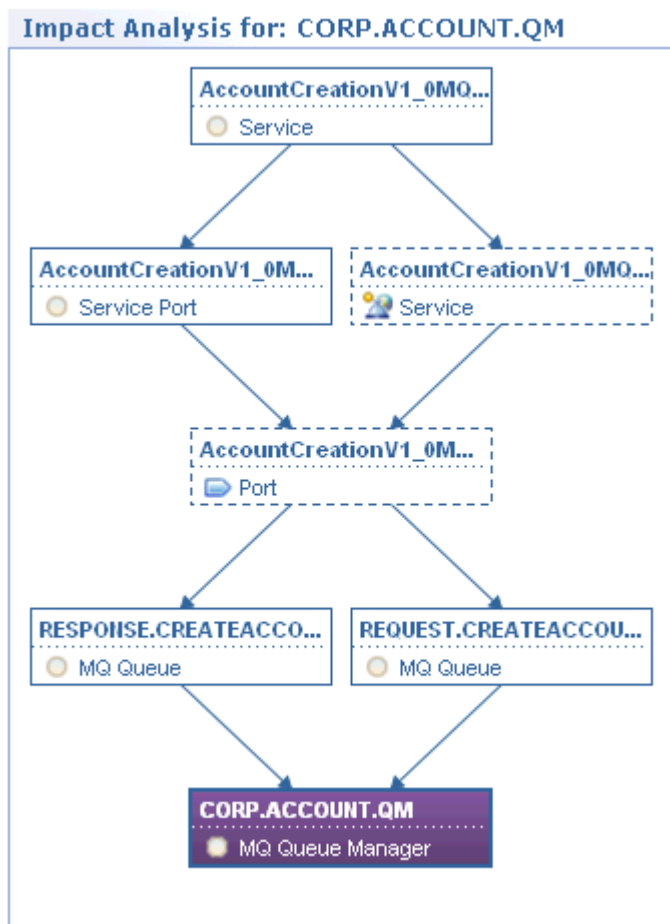 Impact Analysis for: CORP.ACCOUNT.QM
AccountCreationV1_0MQ...
Service
AccountCreationV1_0M...
Service Port
AccountCreationV1_0MQ...
Service
AccountCreationV1_0M...
Port
RESPONSE.CREATEACCO...
MQ Queue
REQUEST.CREATEACCOU...
MQ Queue
CORP.ACCOUNT.QM
MQ Queue Manager